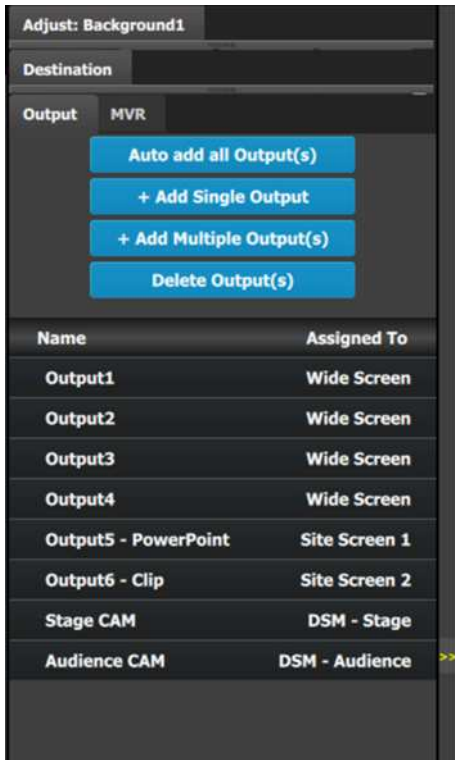 Adjust: Background1
Destination
Output MVR
Auto add all Output(s)
+ Add Single Output
+ Add Multiple Output(s)
Delete Output(s)
Name Assigned To
Output1 Wide Screen
Output2 Wide Screen
Output3 Wide Screen
Output4 Wide Screen
Output5 - PowerPoint Site Screen 1
Output6 - Clip Site Screen 2
Stage CAM DSM - Stage
Audience CAM DSM - Audience >>